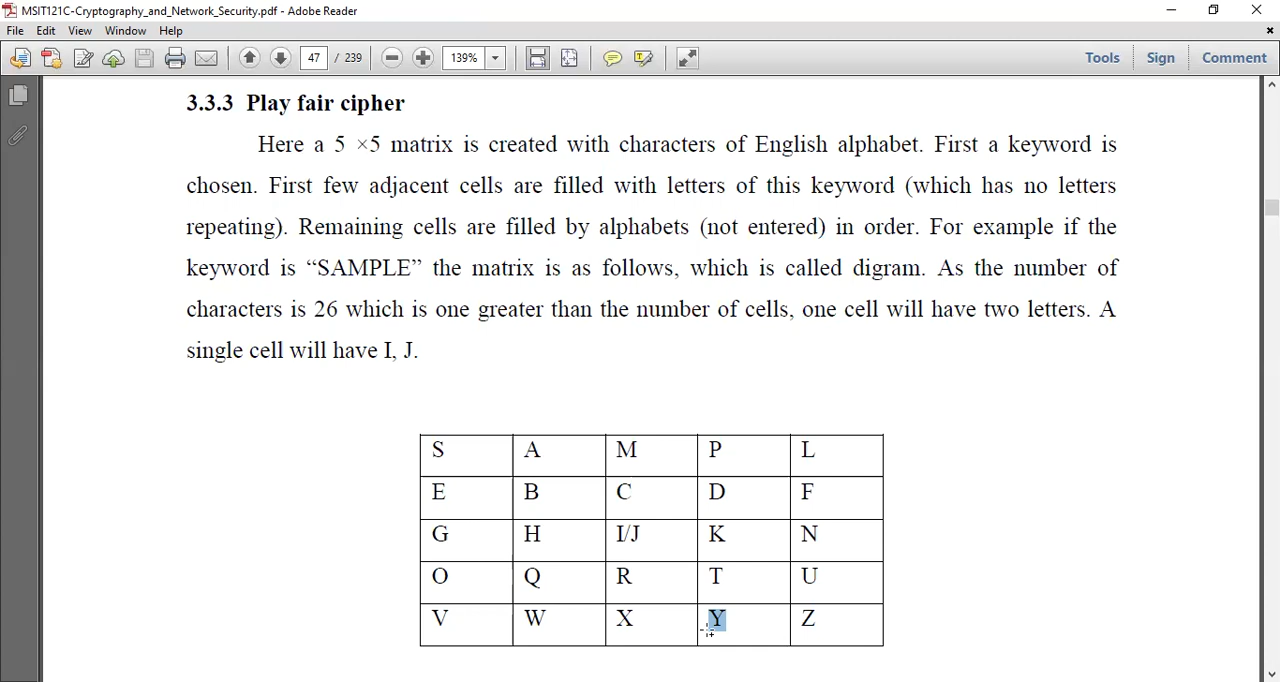 MSIT121C-Cryptography_and_Network_Security.pdf - Adobe Reader
File Edit View Window Help
47 / 239 139% Tools Sign Comment
3.3.3 Play fair cipher
Here a 5 ×5 matrix is created with characters of English alphabet. First a keyword is
chosen. First few adjacent cells are filled with letters of this keyword (which has no letters
repeating). Remaining cells are filled by alphabets (not entered) in order. For example if the
keyword is “SAMPLE” the matrix is as follows, which is called digram. As the number of
characters is 26 which is one greater than the number of cells, one cell will have two letters. A
single cell will have I, J.
S A M P L
E B C D F
G H I/J K N
O Q R T U
V W X Y Z